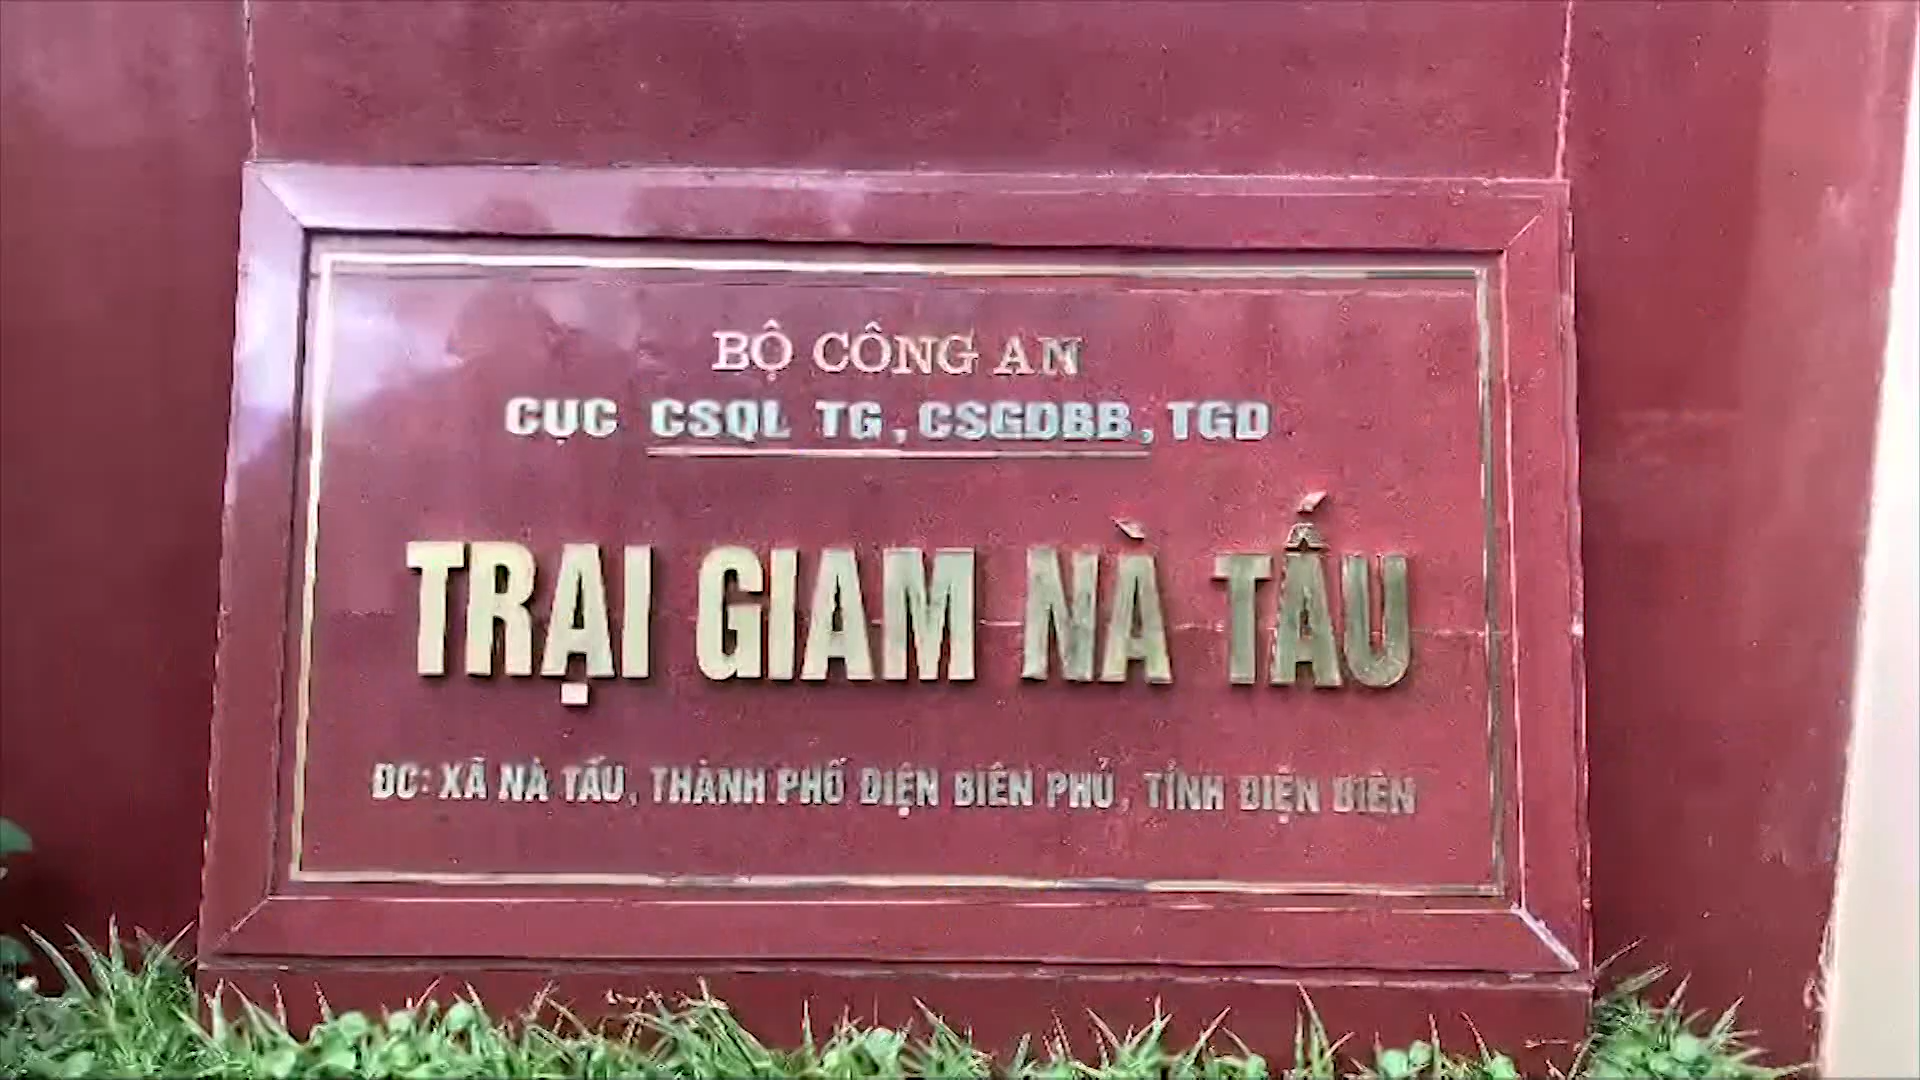 BỘ CÔNG AN
CỤC CSQL TG, CSGDBB, TGD
TRẠI GIAM NÀ TẤU
ĐC: XÃ NÀ TẤU, THÀNH PHỐ ĐIỆN BIÊN PHỦ, TỈNH ĐIỆN BIÊN